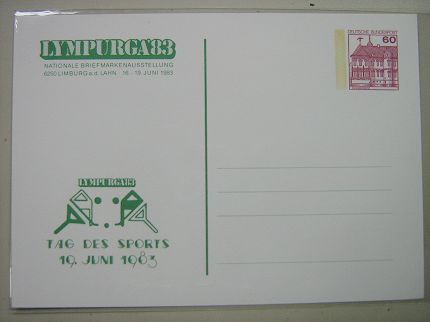 LYMPURGA'83
NATIONALE BRIEFMARKENAUSSTELLUNG
6250 LIMBURG a.d. LAHN 16 - 19. JUNI 1983
DEUTSCHE BUNDESPOST
60
LYMPURGA'83
TAG DES SPORTS
19. JUNI 1983